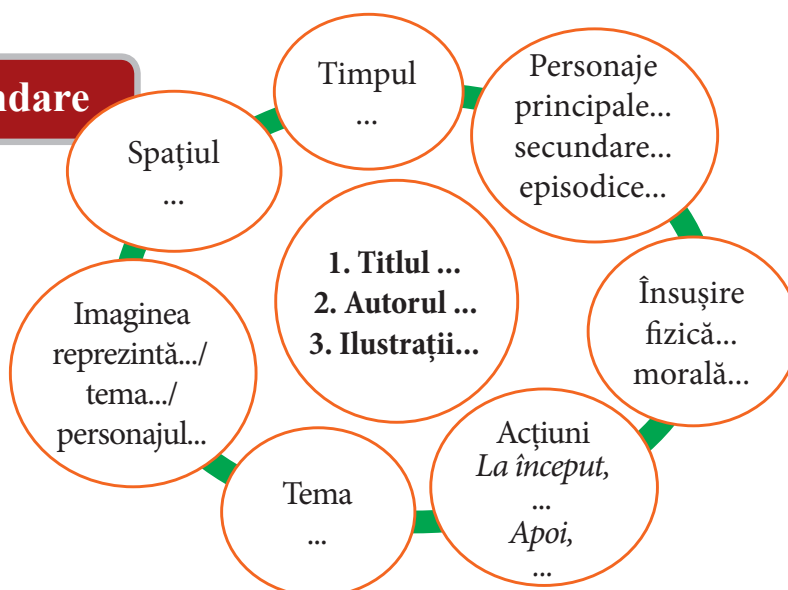 ndare
Timpul
...
Personaje
principale...
secundare...
episodice...
Spațiul
...
1. Titlul ...
2. Autorul ...
3. Ilustrații...
Însușire
fizică...
morală...
Imaginea
reprezintă.../
tema.../
personajul...
Acțiuni
La început,
...
Apoi,
...
Tema
...